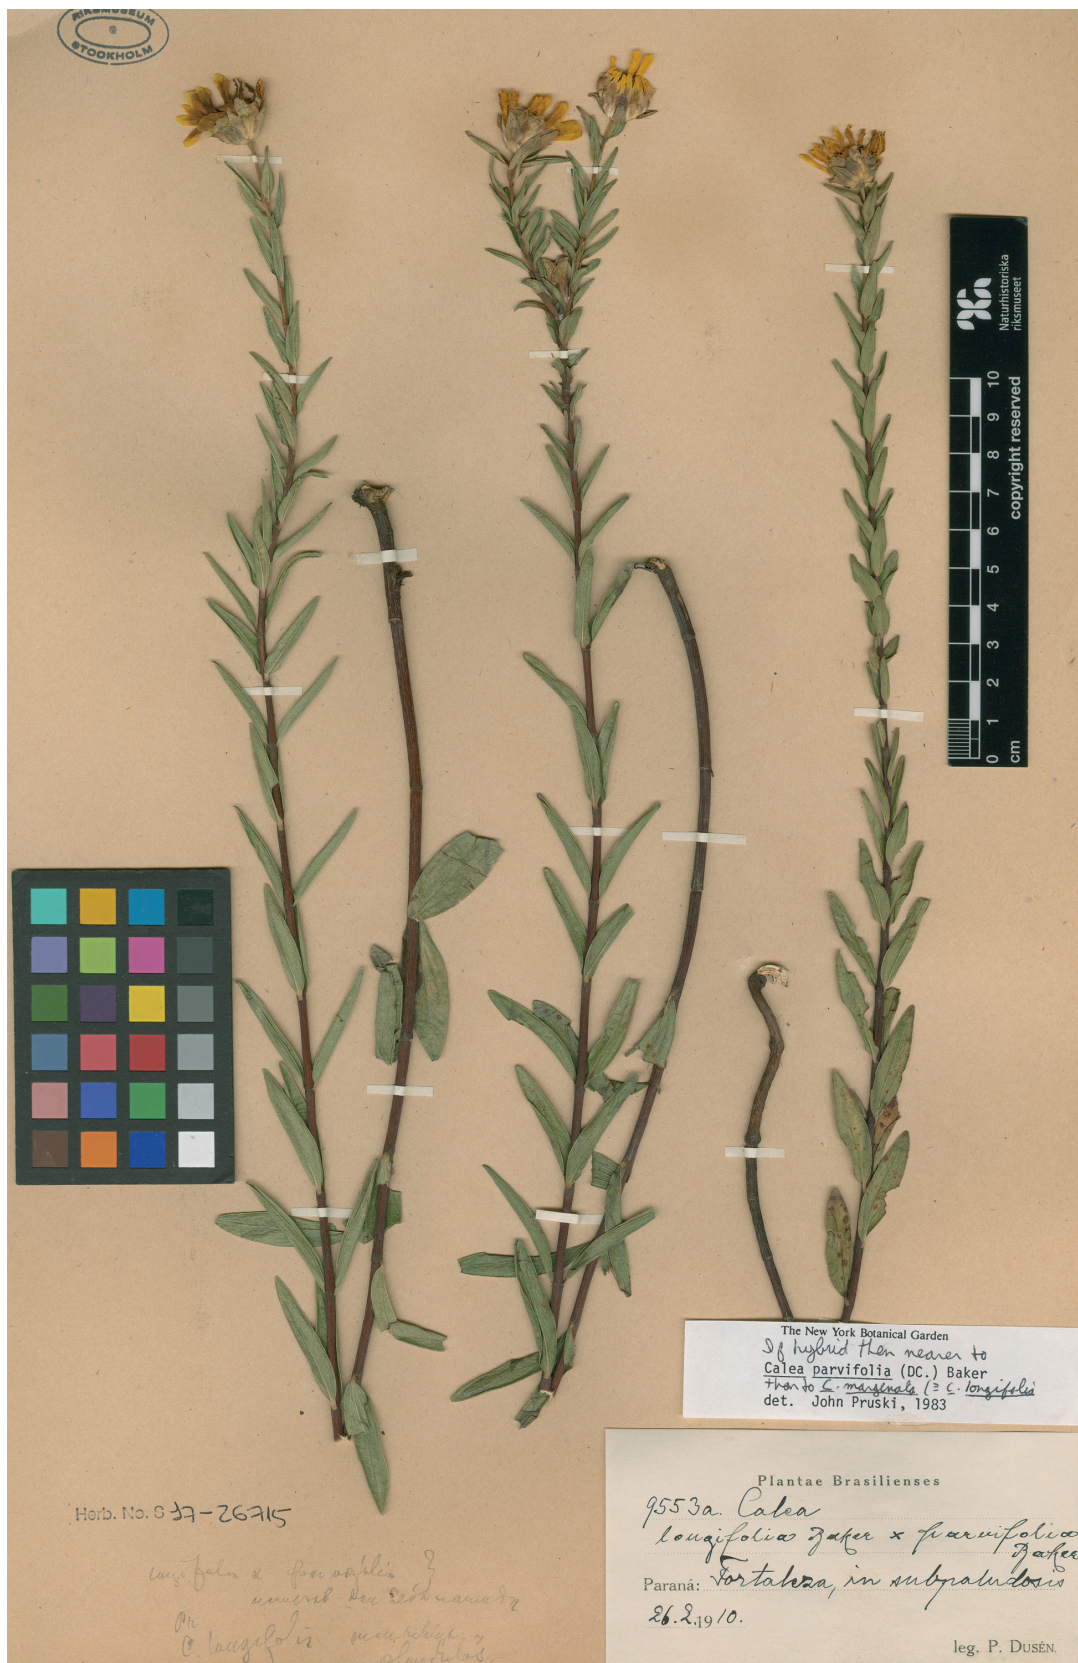 RIKSMUSEUM
STOCKHOLM
Naturhistoriska
riksmuseet
10
9
8
7
6
5
4
3
2
1
0
cm
copyright reserved
The New York Botanical Garden
If hybrid then nearer to
Calea parvifolia (DC.) Baker
than to C. marginata (= C. longifolia
det. John Pruski, 1983
Plantae Brasilienses
9553a. Calea
longifolia Baker x parvifolia
Baker
Paraná: Fortaleza, in subpaludosis
26.2.1910.
leg. P. DUSÉN.
Herb. No. S 17-26715
longifolia x parvifolia ?
C. longifolia